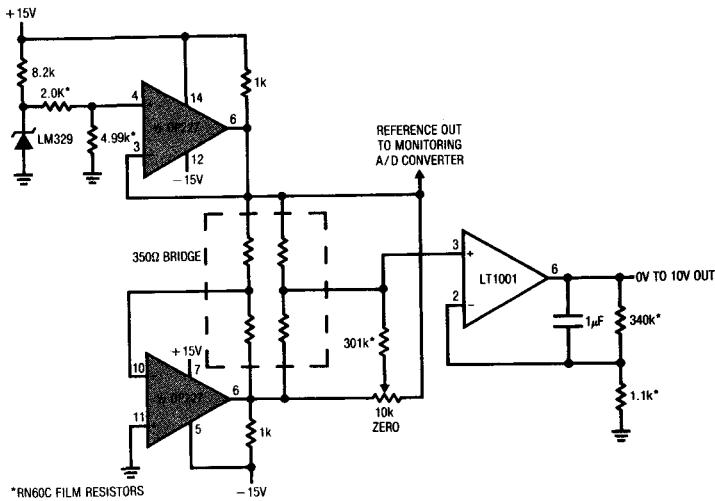 +15V
8.2k
2.0K*
4
14
6
1k
LM329
4.99k*
3
12
−15V
REFERENCE OUT
TO MONITORING
A/D CONVERTER
350Ω BRIDGE
3
+
LT1001
6
0V TO 10V OUT
2
−
1µF
340k*
301k*
+15V
10
7
6
11
5
10k
ZERO
1.1k*
1k
−15V
*RN60C FILM RESISTORS